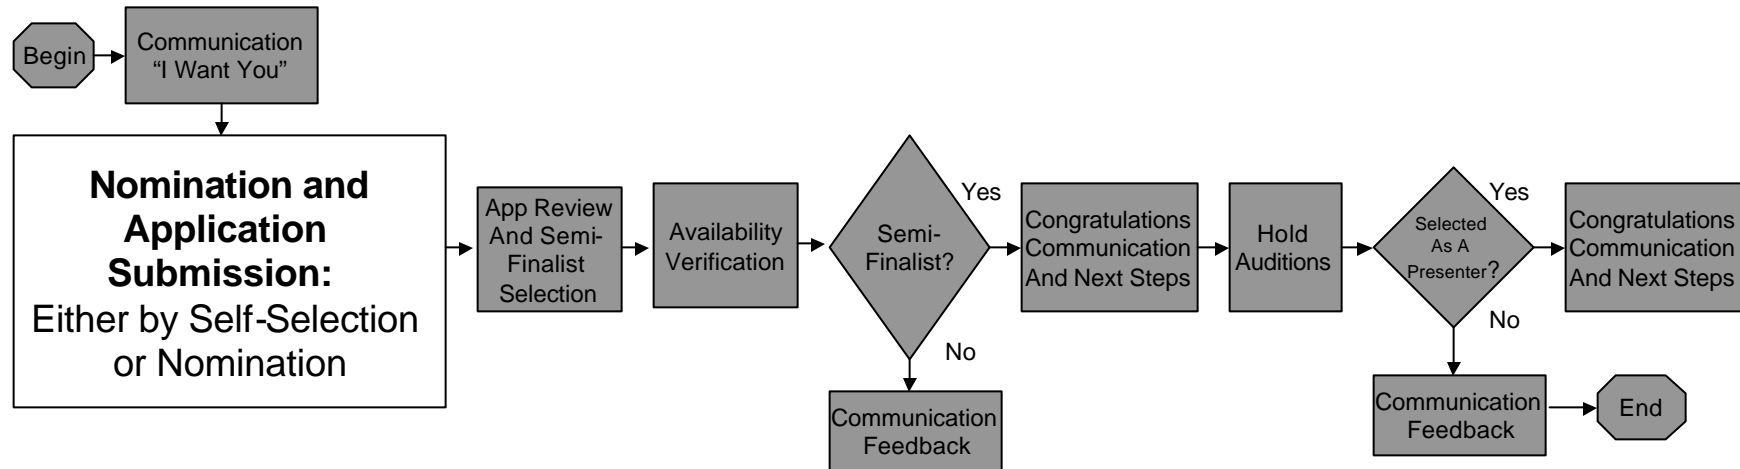 Begin
Communication
“I Want You”
Nomination and
Application
Submission:
Either by Self-Selection
or Nomination
App Review
And Semi-
Finalist
Selection
Availability
Verification
Semi-
Finalist?
Yes
No
Communication
Feedback
Congratulations
Communication
And Next Steps
Hold
Auditions
Selected
As A
Presenter?
Yes
No
Congratulations
Communication
And Next Steps
Communication
Feedback
End